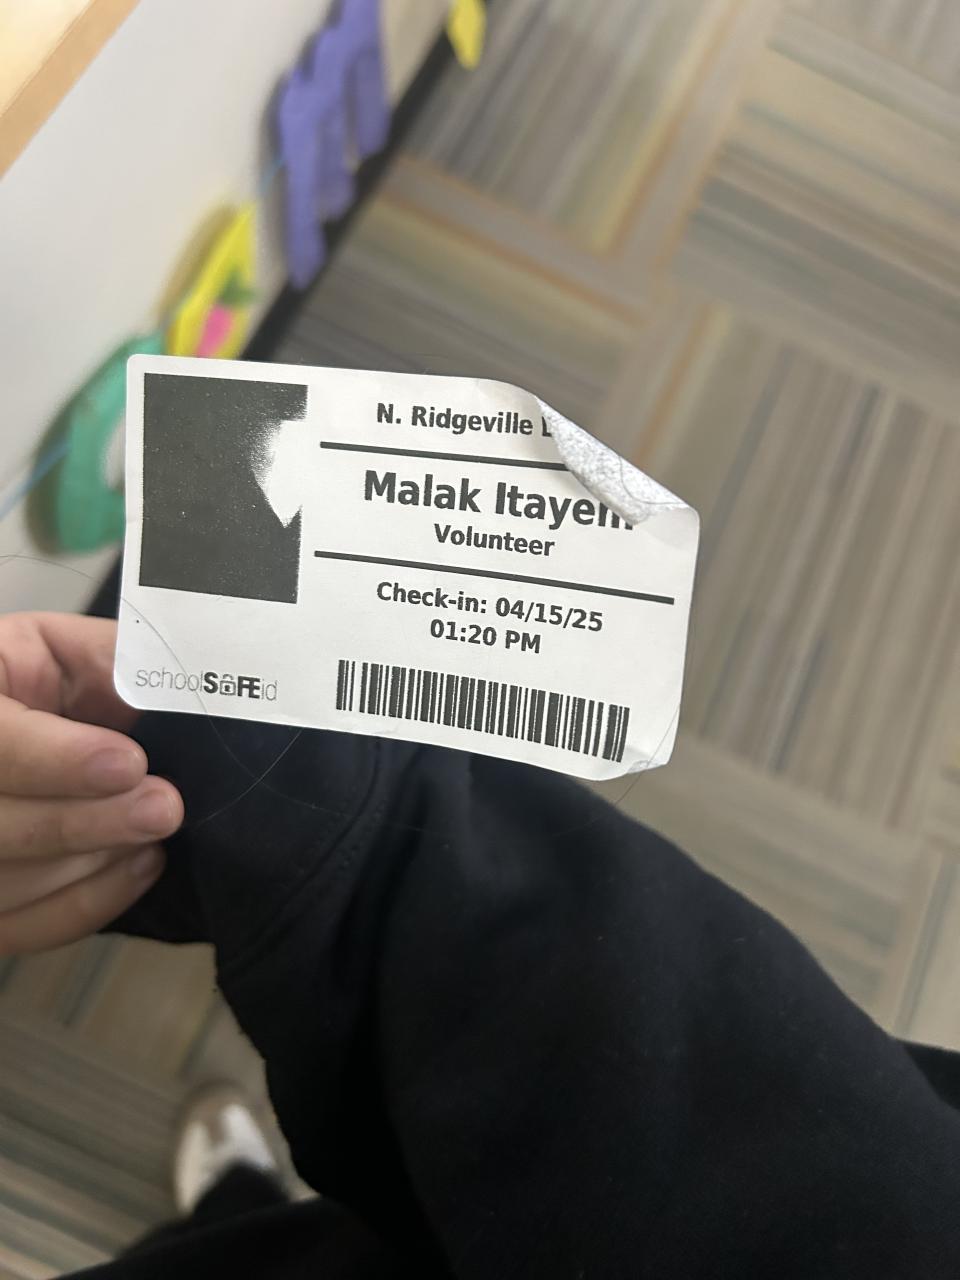 N. Ridgeville
Malak Itayem
Volunteer
Check-in: 04/15/25
01:20 PM
schoolSAFEid